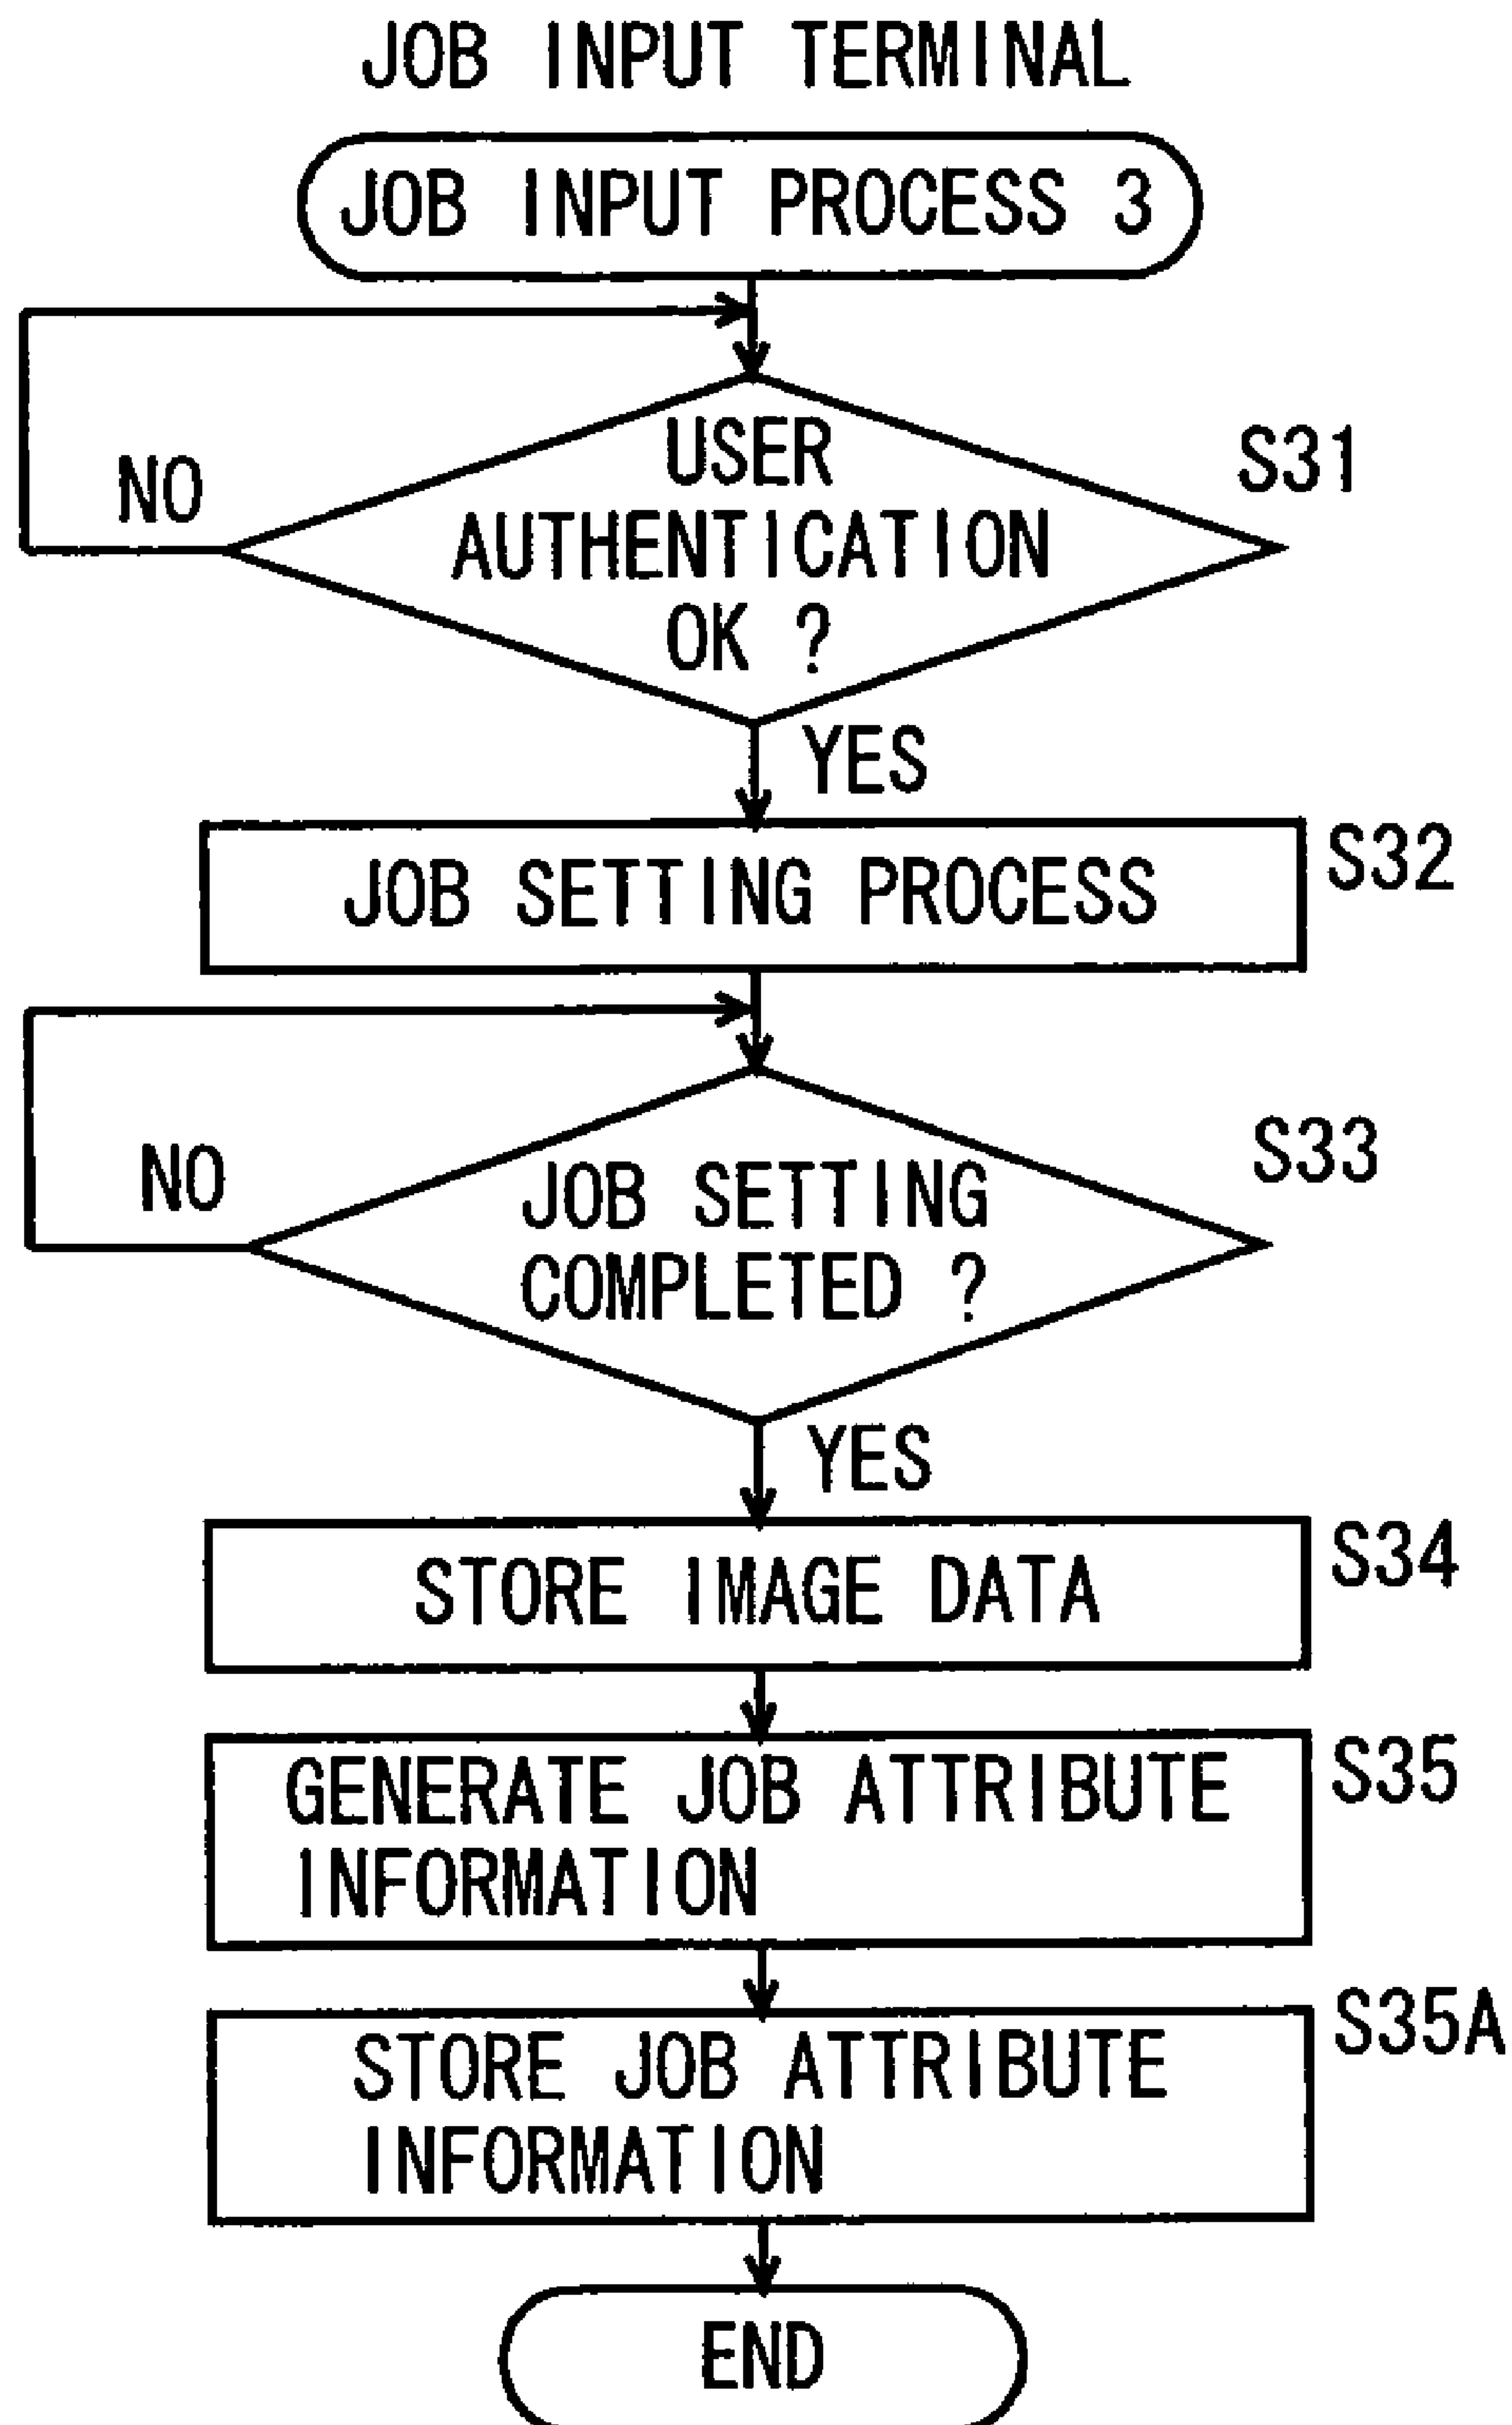 JOB INPUT TERMINAL
JOB INPUT PROCESS 3
USER
AUTHENTICATION
OK ?
S31
NO
YES
JOB SETTING PROCESS
S32
JOB SETTING
COMPLETED ?
S33
NO
YES
STORE IMAGE DATA
S34
GENERATE JOB ATTRIBUTE
INFORMATION
S35
STORE JOB ATTRIBUTE
INFORMATION
S35A
END